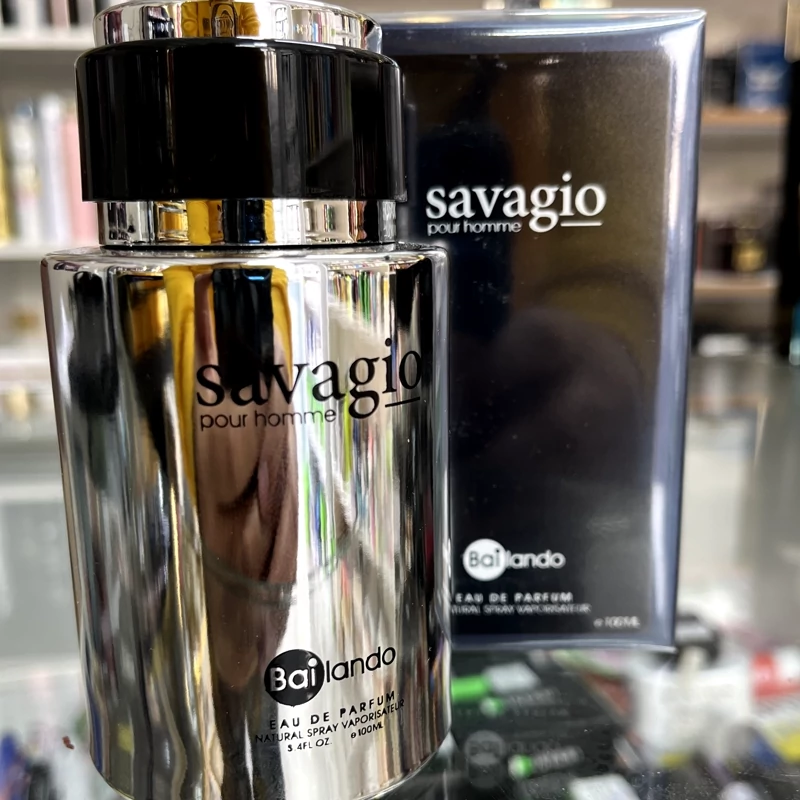 savagio
pour homme
Bailando
EAU DE PARFUM
NATURAL SPRAY VAPORISATEUR
3.4FL OZ. e100ML
savagio
pour homme
Bailando
EAU DE PARFUM
NATURAL SPRAY VAPORISATEUR
e 100ML